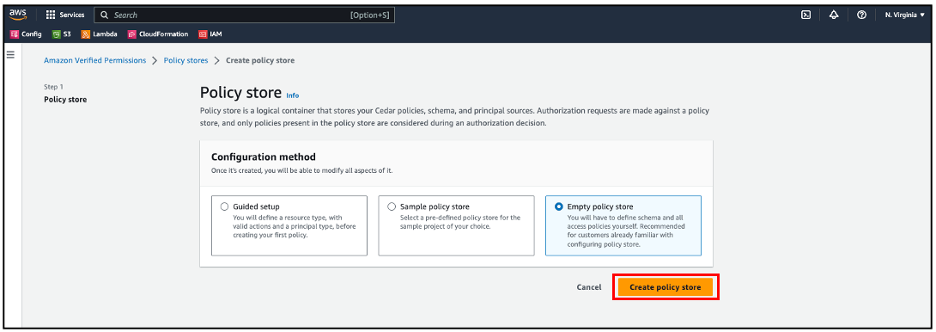 aws Services Search [Option+S] N. Virginia ▼
Config S3 Lambda CloudFormation IAM
Amazon Verified Permissions > Policy stores > Create policy store
Step 1
Policy store
Policy store Info
Policy store is a logical container that stores your Cedar policies, schema, and principal sources. Authorization requests are made against a policy
store, and only policies present in the policy store are considered during an authorization decision.
Configuration method
Once it's created, you will be able to modify all aspects of it.
Guided setup
You will define a resource type, with
valid actions and a principal type, before
creating your first policy.
Sample policy store
Select a pre-defined policy store for the
sample project of your choice.
Empty policy store
You will have to define schema and all
access policies yourself. Recommended
for customers already familiar with
configuring policy store.
Cancel Create policy store